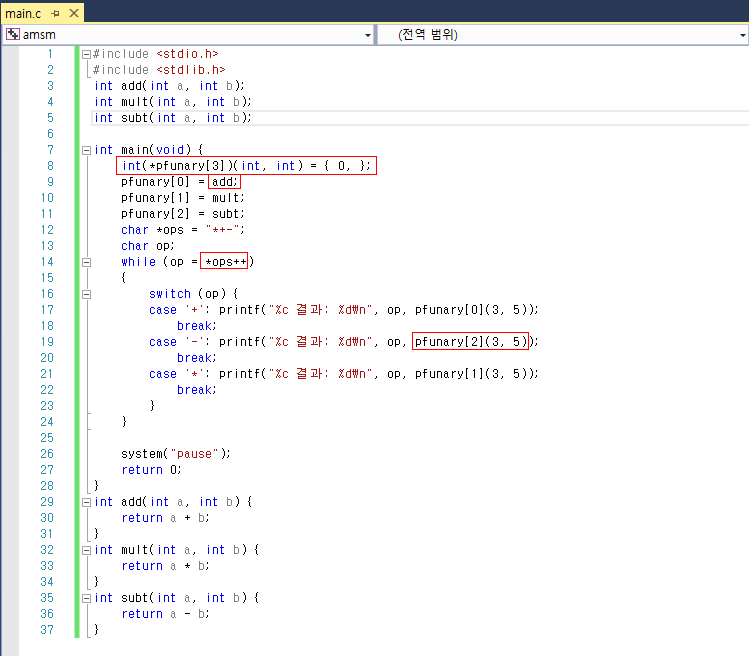 main.c
amsm (전역 범위)
1 #include <stdio.h>
2 #include <stdlib.h>
3 int add(int a, int b);
4 int mult(int a, int b);
5 int subt(int a, int b);
6
7 int main(void) {
8 int(*pfunary[3])(int, int) = { 0, };
9 pfunary[0] = add;
10 pfunary[1] = mult;
11 pfunary[2] = subt;
12 char *ops = "*+-";
13 char op;
14 while (op = *ops++)
15 {
16 switch (op) {
17 case '+': printf("%c 결과: %d₩n", op, pfunary[0](3, 5));
18 break;
19 case '-': printf("%c 결과: %d₩n", op, pfunary[2](3, 5));
20 break;
21 case '*': printf("%c 결과: %d₩n", op, pfunary[1](3, 5));
22 break;
23 }
24 }
25
26 system("pause");
27 return 0;
28 }
29 int add(int a, int b) {
30 return a + b;
31 }
32 int mult(int a, int b) {
33 return a * b;
34 }
35 int subt(int a, int b) {
36 return a - b;
37 }